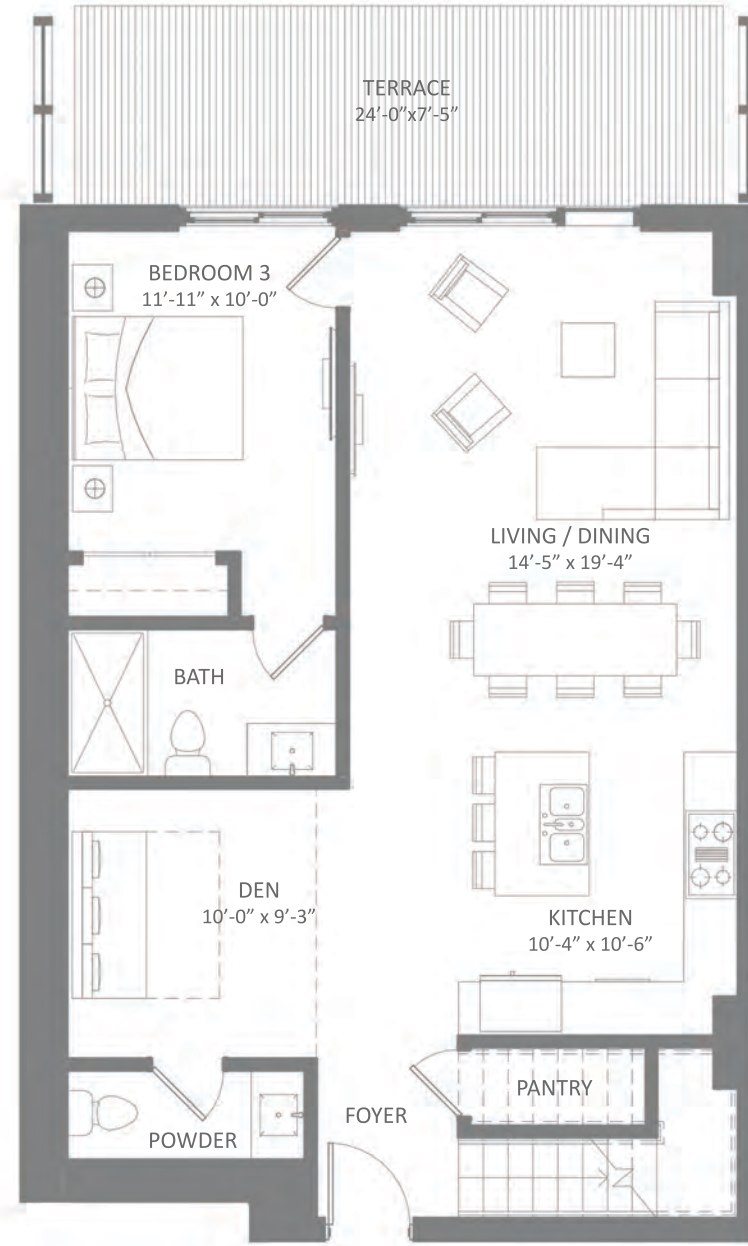 TERRACE
24’-0”x7’-5”
BEDROOM 3
11’-11” x 10’-0”
LIVING / DINING
14’-5” x 19’-4”
BATH
DEN
10’-0” x 9’-3”
KITCHEN
10’-4” x 10’-6”
PANTRY
FOYER
POWDER